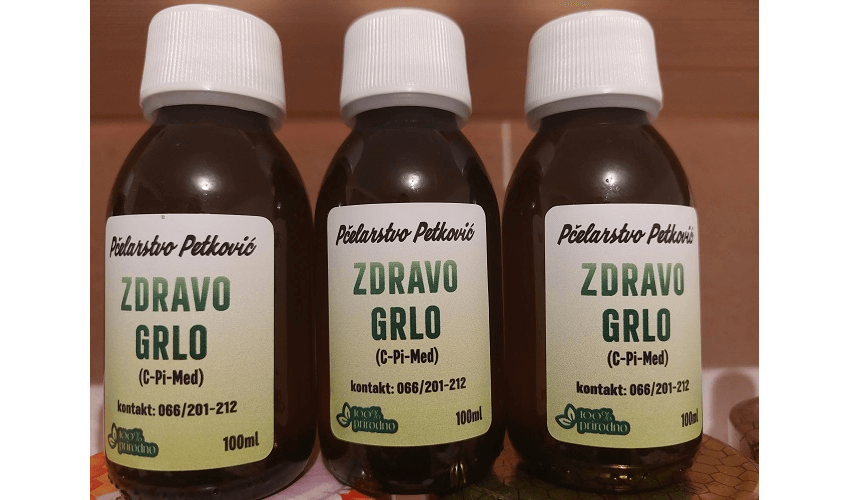 Pčelarstvo Petković
ZDRAVO
GRLO
(C-Pi-Med)
kontakt: 066/201-212
100%
prirodno
100ml
Pčelarstvo Petković
ZDRAVO
GRLO
(C-Pi-Med)
kontakt: 066/201-212
100%
prirodno
100ml
Pčelarstvo Petković
ZDRAVO
GRLO
(C-Pi-Med)
kontakt: 066/201-212
100%
prirodno
100ml